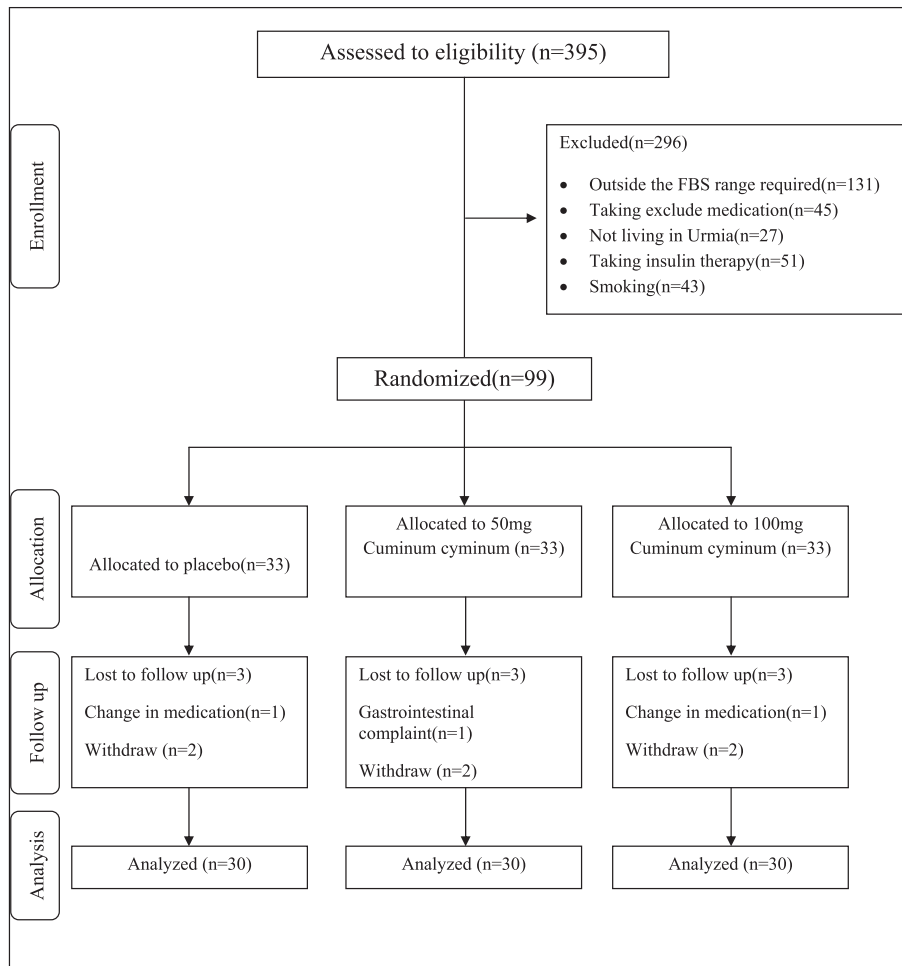 Assessed to eligibility (n=395)
Enrollment
Excluded(n=296)
● Outside the FBS range required(n=131)
● Taking exclude medication(n=45)
● Not living in Urmia(n=27)
● Taking insulin therapy(n=51)
● Smoking(n=43)
Randomized(n=99)
Allocation
Allocated to placebo(n=33)
Allocated to 50mg
Cuminum cyminum (n=33)
Allocated to 100mg
Cuminum cyminum (n=33)
Follow up
Lost to follow up(n=3)
Change in medication(n=1)
Withdraw (n=2)
Lost to follow up(n=3)
Gastrointestinal
complaint(n=1)
Withdraw (n=2)
Lost to follow up(n=3)
Change in medication(n=1)
Withdraw (n=2)
Analysis
Analyzed (n=30)
Analyzed (n=30)
Analyzed (n=30)